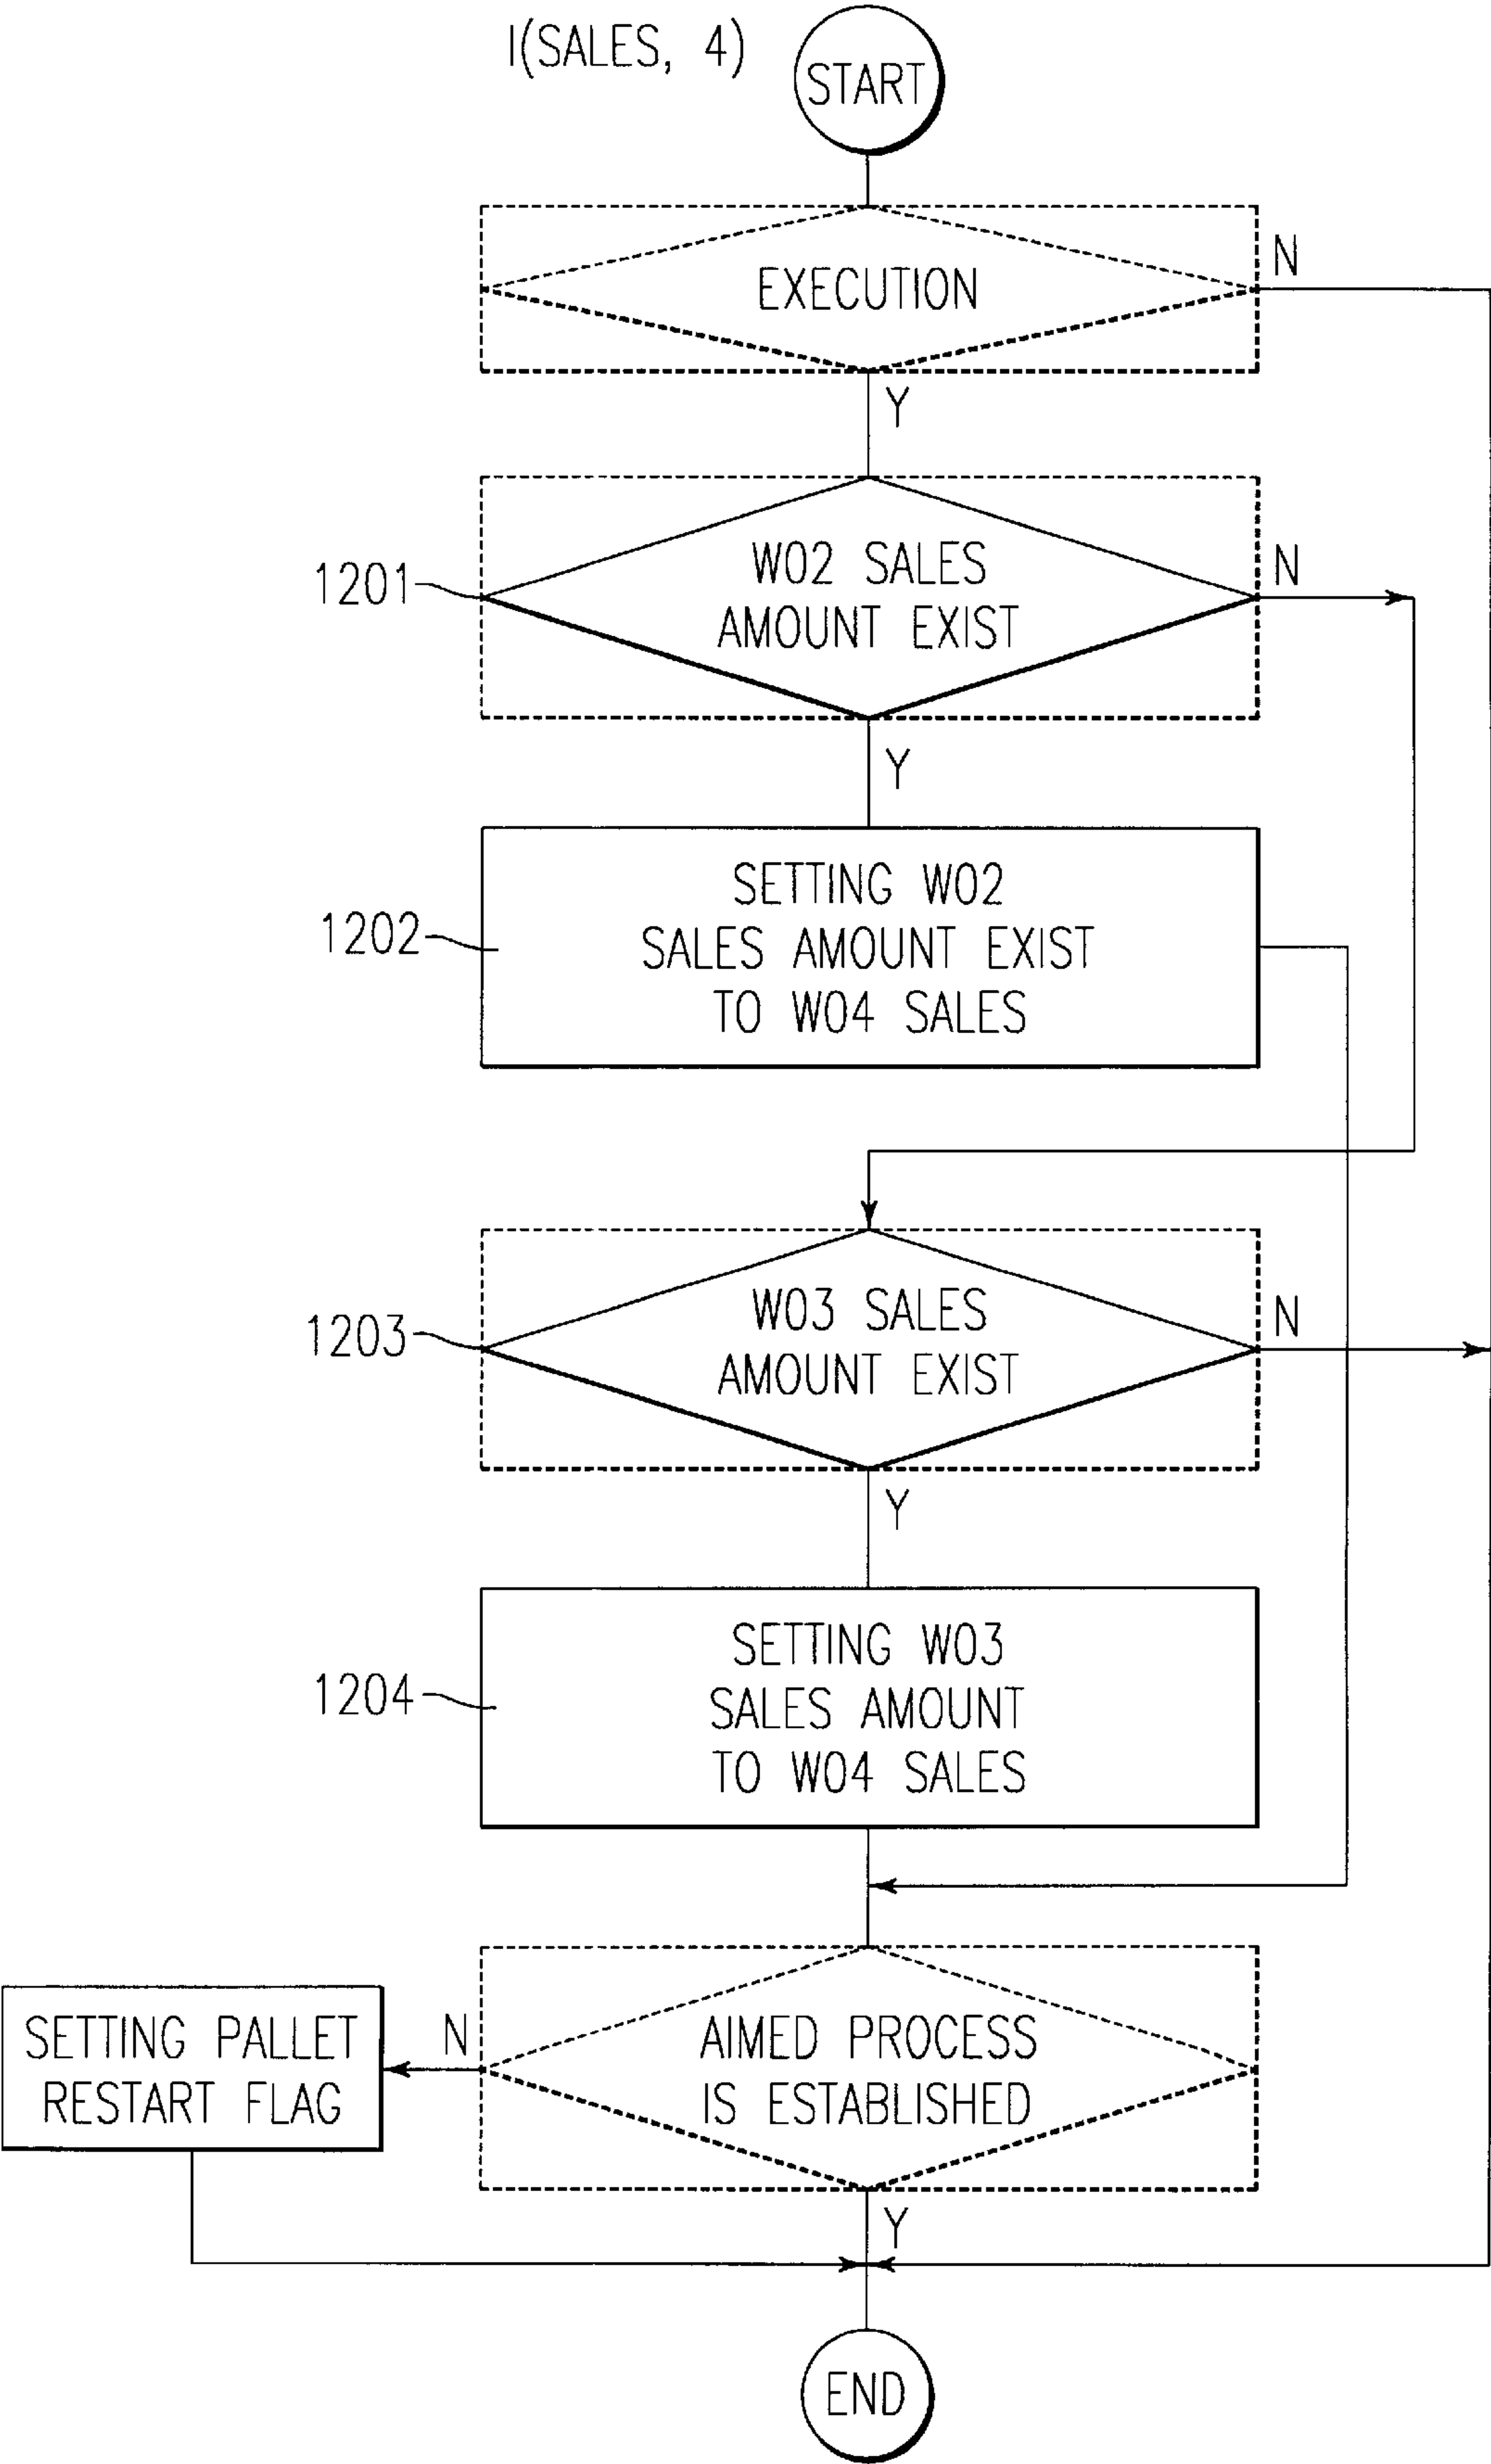 I(SALES, 4)
START
EXECUTION
N
Y
1201
W02 SALES
AMOUNT EXIST
N
Y
1202
SETTING W02
SALES AMOUNT EXIST
TO W04 SALES
1203
W03 SALES
AMOUNT EXIST
N
Y
1204
SETTING W03
SALES AMOUNT
TO W04 SALES
SETTING PALLET
RESTART FLAG
N
AIMED PROCESS
IS ESTABLISHED
Y
END